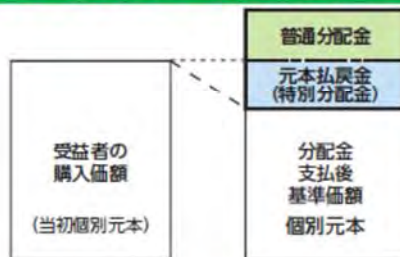 普通分配金
元本払戻金
(特別分配金)
受益者の
購入価額
(当初個別元本)
分配金
支払後
基準価額
個別元本